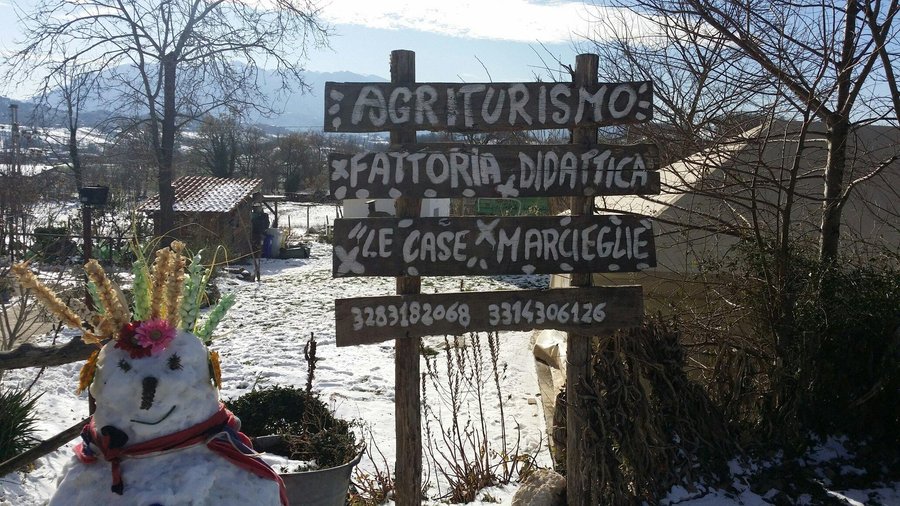 AGRITURISMO
FATTORIA DIDATTICA
"LE CASE MARCIEGLIE
3283182068 3314306126